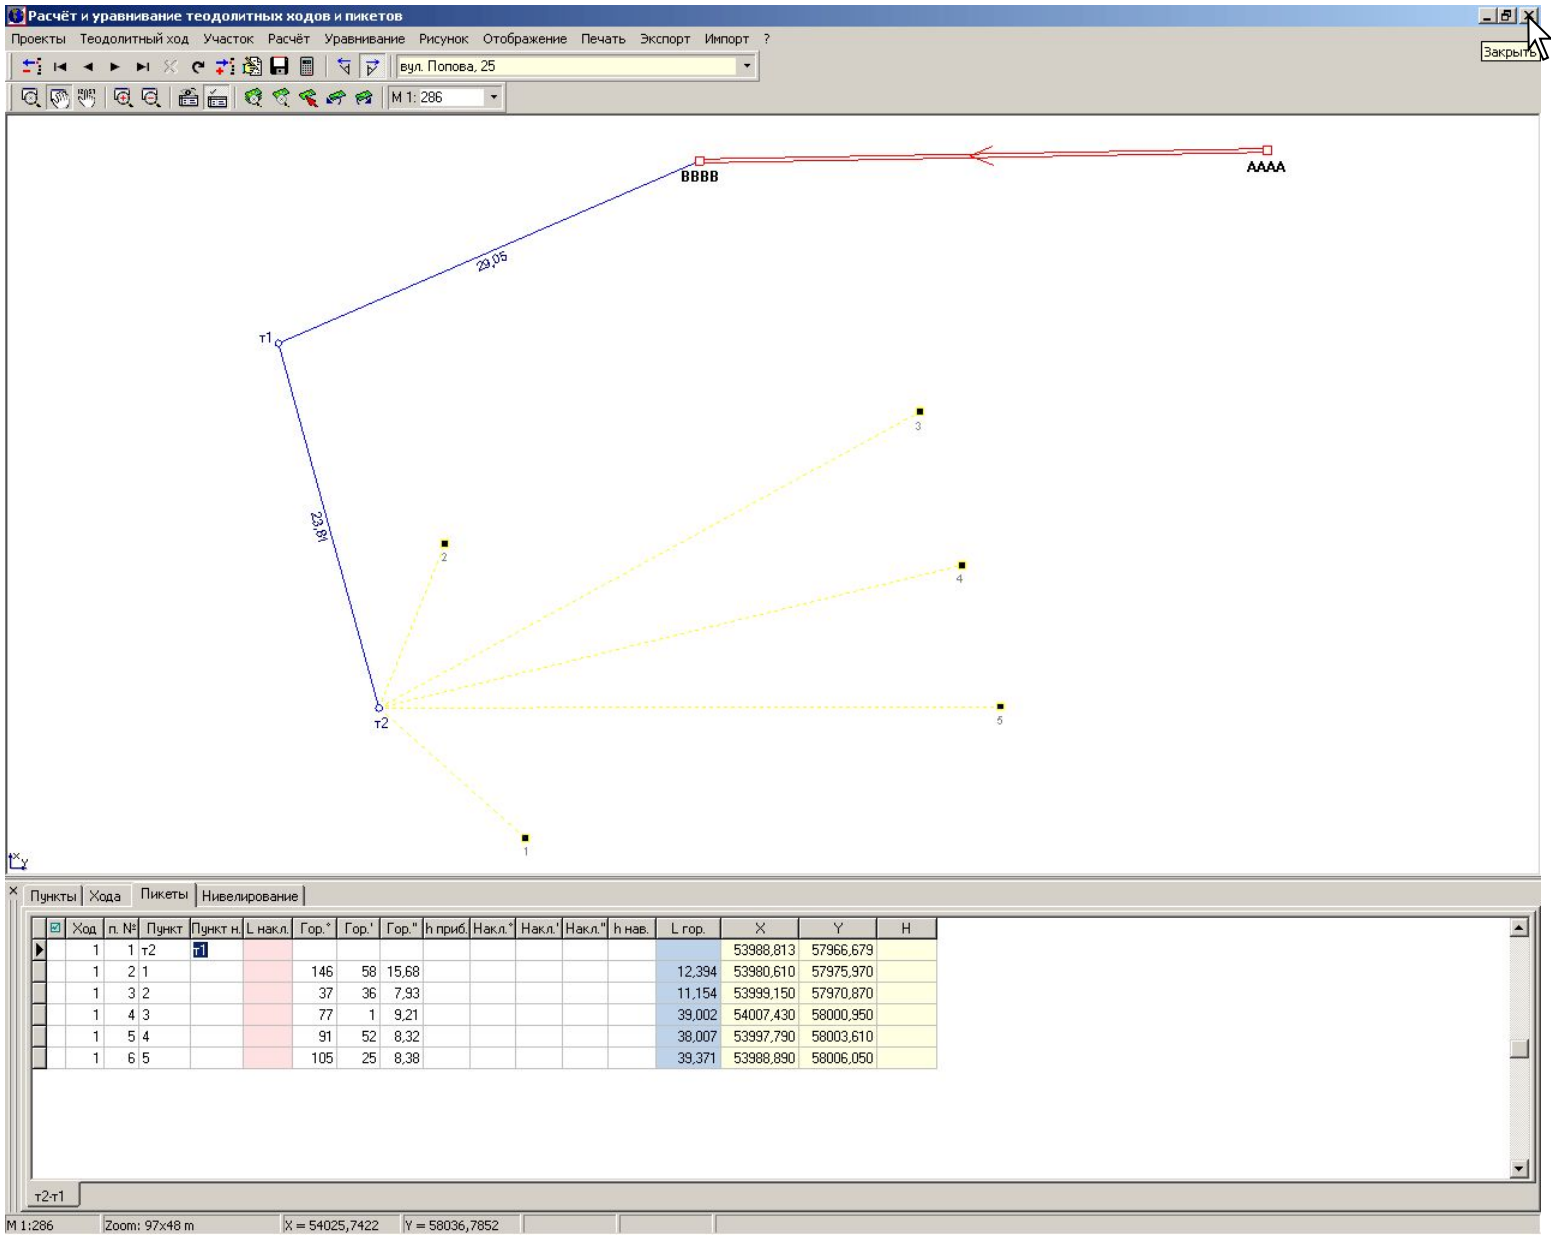 Расчёт и уравнивание теодолитных ходов и пикетов
Проекты Теодолитный ход Участок Расчёт Уравнивание Рисунок Отображение Печать Экспорт Импорт ?
Закрыть
вул. Попова, 25
M 1: 286
BBBB
AAAA
29,05
т1
3
23,81
2
4
т2
5
1
X
Y
Пункты Хода Пикеты Нивелирование
Ход п. № Пункт Пункт н. L накл. Гор.° Гор.' Гор." h приб. Накл.° Накл.' Накл." h нав. L гор. X Y H
1 1 т2 т1 53988,813 57966,679
1 2 1 146 58 15,68 12,394 53980,610 57975,970
1 3 2 37 36 7,93 11,154 53999,150 57970,870
1 4 3 77 1 9,21 39,002 54007,430 58000,950
1 5 4 91 52 8,32 38,007 53997,790 58003,610
1 6 5 105 25 8,38 39,371 53988,890 58006,050
т2-т1
M 1:286 Zoom: 97x48 m X = 54025,7422 Y = 58036,7852